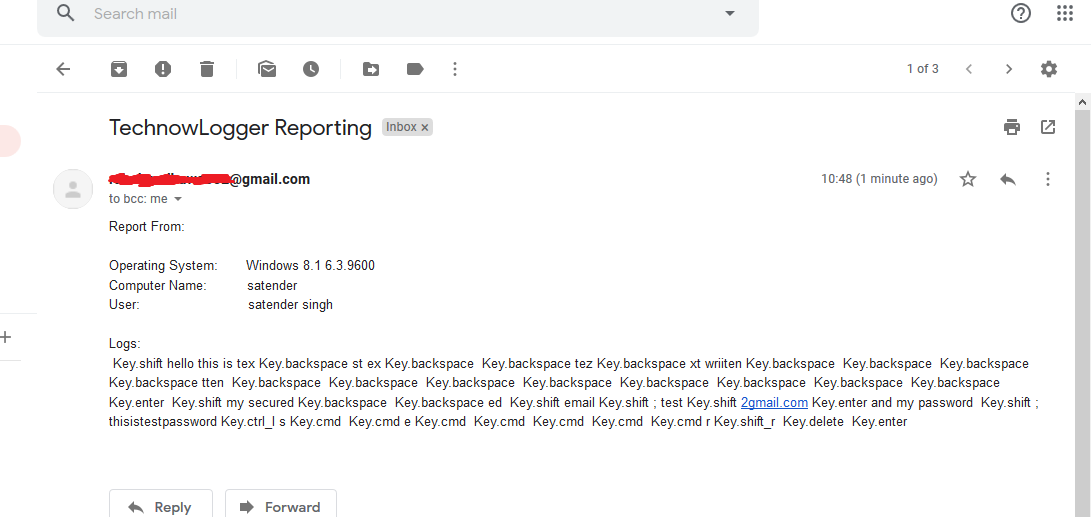 Search mail
1 of 3
TechnowLogger Reporting Inbox x
@gmail.com 10:48 (1 minute ago)
to bcc: me
Report From:
Operating System: Windows 8.1 6.3.9600
Computer Name: satender
User: satender singh
Logs:
Key.shift hello this is tex Key.backspace st ex Key.backspace Key.backspace tez Key.backspace xt wriiten Key.backspace Key.backspace Key.backspace
Key.backspace tten Key.backspace Key.backspace Key.backspace Key.backspace Key.backspace Key.backspace Key.backspace Key.backspace
Key.enter Key.shift my secured Key.backspace Key.backspace ed Key.shift email Key.shift ; test Key.shift 2gmail.com Key.enter and my password Key.shift ;
thisistestpassword Key.ctrl_l s Key.cmd Key.cmd e Key.cmd Key.cmd Key.cmd Key.cmd Key.cmd r Key.shift_r Key.delete Key.enter
Reply Forward